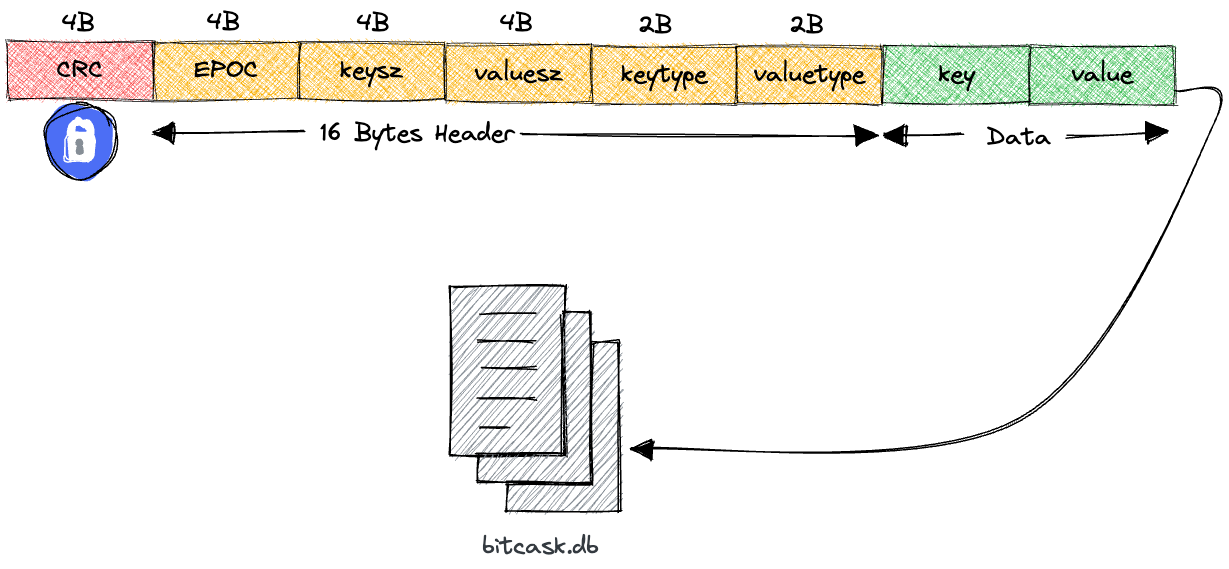 4B 4B 4B 4B 2B 2B
CRC EPOC keysz valuesz keytype valuetype key value
16 Bytes Header Data
bitcask.db